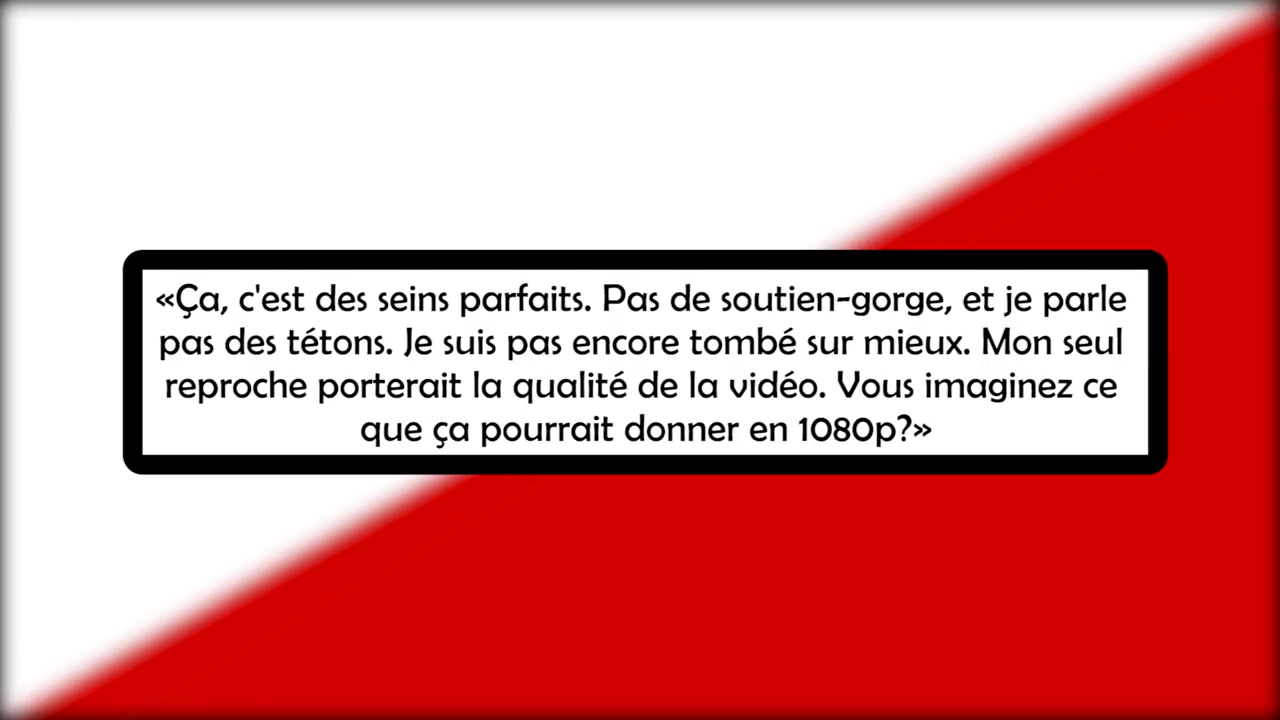 «Ça, c'est des seins parfaits. Pas de soutien-gorge, et je parle
pas des tétons. Je suis pas encore tombé sur mieux. Mon seul
reproche porterait la qualité de la vidéo. Vous imaginez ce
que ça pourrait donner en 1080p?»